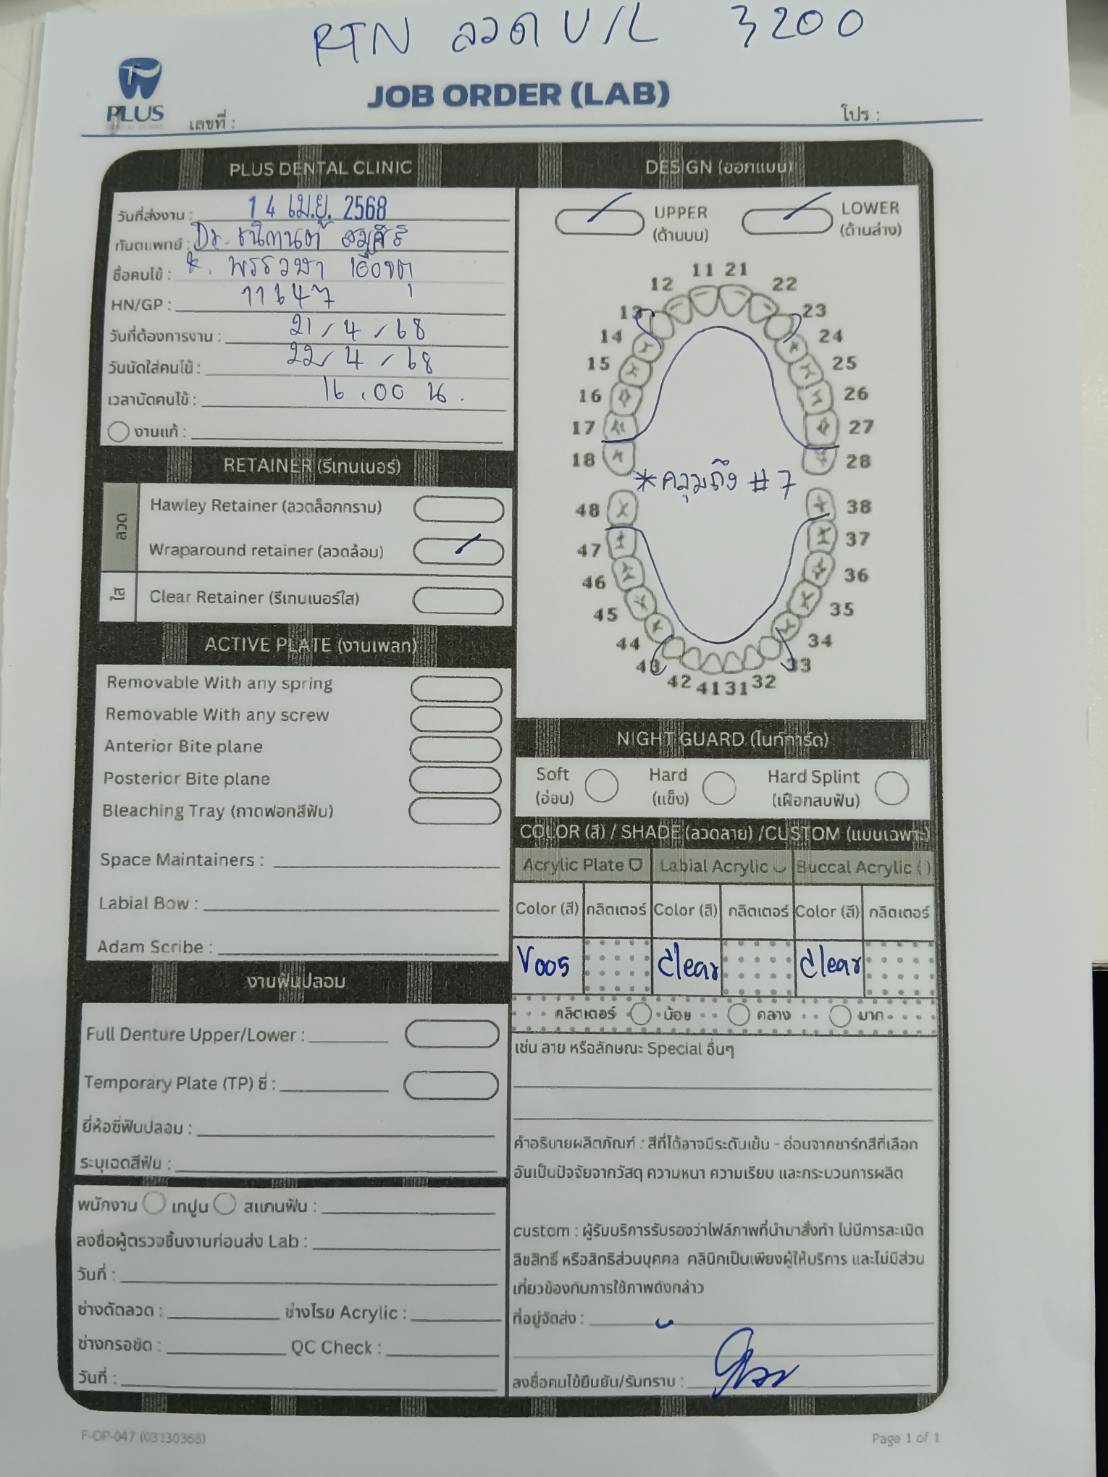 RTN ลวด U/L 3200
PLUS
JOB ORDER (LAB)
เลขที่ :
โปร :
PLUS DENTAL CLINIC
วันที่ส่งงาน : 14 เม.ย. 2568
ทันตแพทย์ : Dr.
ชื่อคนไข้ : K. พรรวษา
HN/GP : 11647
วันที่ต้องการงาน : 21/4/68
วันนัดใส่คนไข้ : 22/4/68
เวลานัดคนไข้ : 16.00 น.
งานแก้ :
RETAINER (รีเทนเนอร์)
ลวด
Hawley Retainer (ลวดล็อกกราม)
Wraparound retainer (ลวดล้อม)
ใส
Clear Retainer (รีเทนเนอร์ใส)
ACTIVE PLATE (งานเพลท)
Removable With any spring
Removable With any screw
Anterior Bite plane
Posterior Bite plane
Bleaching Tray (ถาดฟอกสีฟัน)
Space Maintainers :
Labial Bow :
Adam Scribe :
งานฟันปลอม
Full Denture Upper/Lower :
Temporary Plate (TP) ซี่ :
ยี่ห้อซี่ฟันปลอม :
ระบุเฉดสีฟัน :
พนักงาน เทปูน สแกนฟัน :
ลงชื่อผู้ตรวจชิ้นงานก่อนส่ง Lab :
วันที่ :
ช่างดัดลวด : ช่างโรย Acrylic :
ช่างกรอขัด : QC Check :
วันที่ :
DESIGN (ออกแบบ)
UPPER
(ด้านบน)
LOWER
(ด้านล่าง)
11 21
12 22
13 23
14 24
15 25
16 26
17 27
18 28
*คลุมถึง #7
48 38
47 37
46 36
45 35
44 34
43 33
42 41 31 32
NIGHT GUARD (ไนท์การ์ด)
Soft Hard Hard Splint
(อ่อน) (แข็ง) (เฝือกสบฟัน)
COLOR (สี) / SHADE (ลวดลาย) /CUSTOM (แบบเฉพาะ)
Acrylic Plate Labial Acrylic Buccal Acrylic ( )
Color (สี) กลิตเตอร์ Color (สี) กลิตเตอร์ Color (สี) กลิตเตอร์
V005 clear clear
กลิตเตอร์ น้อย กลาง มาก
เช่น ลาย หรือลักษณะ Special อื่นๆ
คำอธิบายผลิตภัณฑ์ : สีที่ได้อาจมีระดับเข้ม - อ่อนจากชาร์ทสีที่เลือก
อันเป็นปัจจัยจากวัสดุ ความหนา ความเรียบ และกระบวนการผลิต
custom : ผู้รับบริการรับรองว่าไฟล์ภาพที่นำมาสั่งทำ ไม่มีการละเมิด
ลิขสิทธิ์ หรือสิทธิส่วนบุคคล คลินิกเป็นเพียงผู้ให้บริการ และไม่มีส่วน
เกี่ยวข้องกับการใช้ภาพดังกล่าว
ที่อยู่จัดส่ง :
ลงชื่อคนไข้ยืนยัน/รับทราบ :
F-OP-047 (03130368)
Page 1 of 1